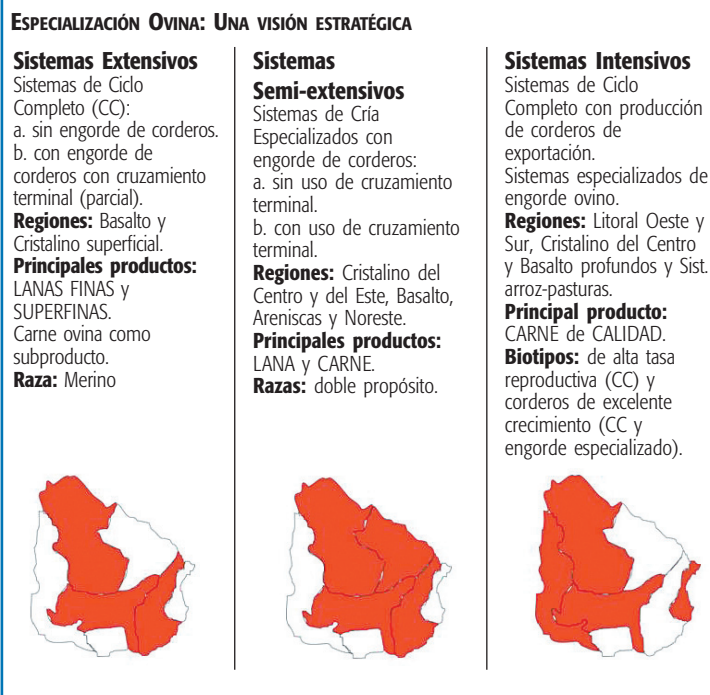 ESPECIALIZACIÓN OVINA: UNA VISIÓN ESTRATÉGICA
Sistemas Extensivos
Sistemas de Ciclo
Completo (CC):
a. sin engorde de corderos.
b. con engorde de
corderos con cruzamiento
terminal (parcial).
Regiones: Basalto y
Cristalino superficial.
Principales productos:
LANAS FINAS y
SUPERFINAS.
Carne ovina como
subproducto.
Raza: Merino
Sistemas
Semi-extensivos
Sistemas de Cría
Especializados con
engorde de corderos:
a. sin uso de cruzamiento
terminal.
b. con uso de cruzamiento
terminal.
Regiones: Cristalino del
Centro y del Este, Basalto,
Areniscas y Noreste.
Principales productos:
LANA y CARNE.
Razas: doble propósito.
Sistemas Intensivos
Sistemas de Ciclo
Completo con producción
de corderos de
exportación.
Sistemas especializados de
engorde ovino.
Regiones: Litoral Oeste y
Sur, Cristalino del Centro
y Basalto profundos y Sist.
arroz-pasturas.
Principal producto:
CARNE de CALIDAD.
Biotipos: de alta tasa
reproductiva (CC) y
corderos de excelente
crecimiento (CC y
engorde especializado).